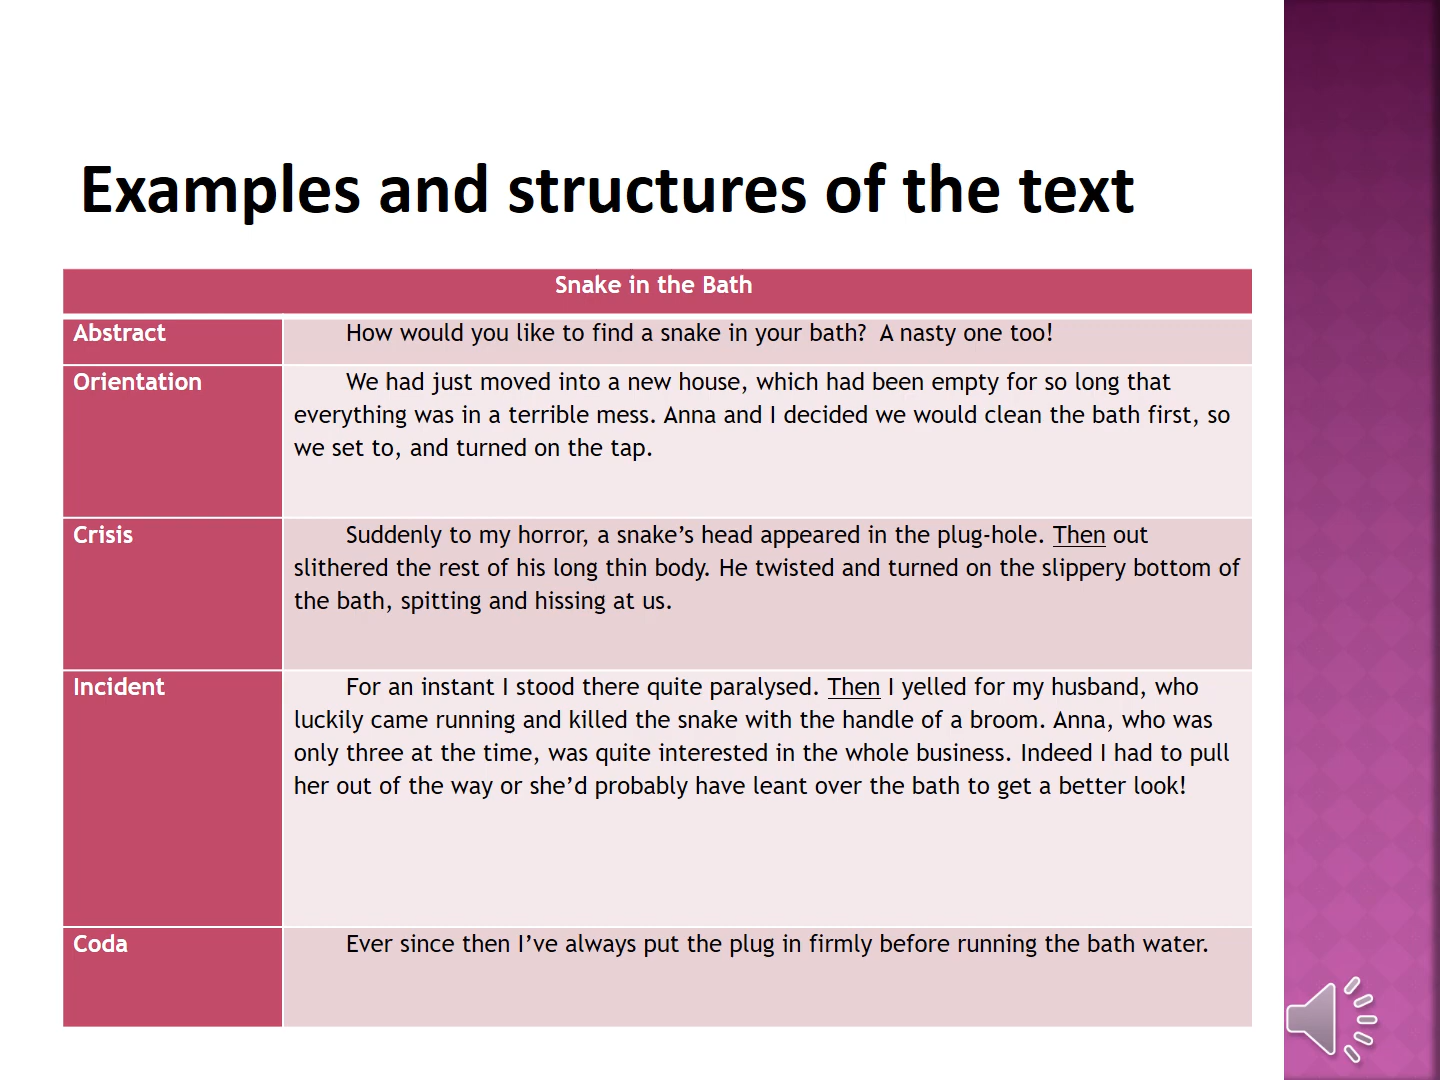 Examples and structures of the text
Snake in the Bath
Abstract
How would you like to find a snake in your bath?  A nasty one too!
Orientation
We had just moved into a new house, which had been empty for so long that
everything was in a terrible mess. Anna and I decided we would clean the bath first, so
we set to, and turned on the tap.
Crisis
Suddenly to my horror, a snake’s head appeared in the plug-hole. Then out
slithered the rest of his long thin body. He twisted and turned on the slippery bottom of
the bath, spitting and hissing at us.
Incident
For an instant I stood there quite paralysed. Then I yelled for my husband, who
luckily came running and killed the snake with the handle of a broom. Anna, who was
only three at the time, was quite interested in the whole business. Indeed I had to pull
her out of the way or she’d probably have leant over the bath to get a better look!
Coda
Ever since then I’ve always put the plug in firmly before running the bath water.